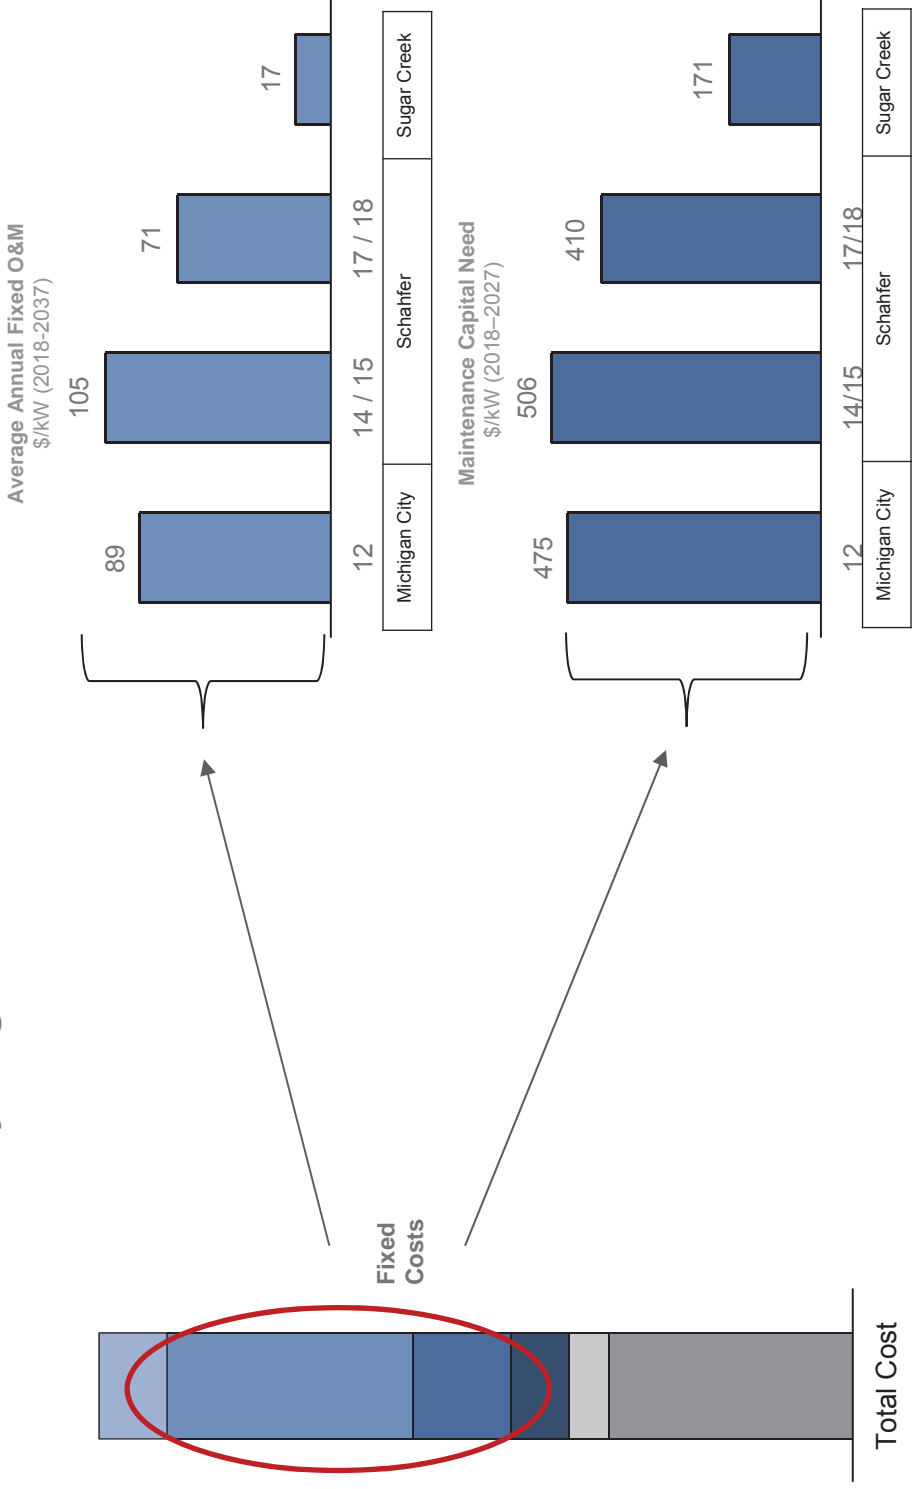 Total Cost
Fixed
Costs
Average Annual Fixed O&M
$/kW (2018-2037)
89
105
71
17
12
14 / 15
17 / 18
Michigan City
Schahfer
Sugar Creek
Maintenance Capital Need
$/kW (2018–2027)
475
506
410
171
12
14/15
17/18
Michigan City
Schahfer
Sugar Creek